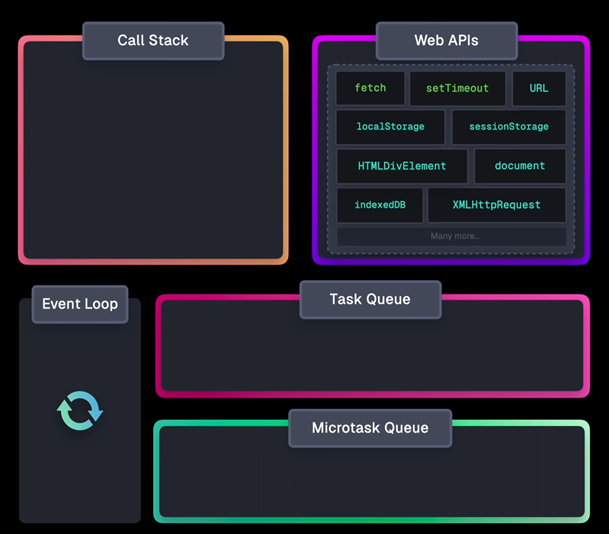 Call Stack
Web APIs
fetch
setTimeout
URL
localStorage
sessionStorage
HTMLDivElement
document
indexedDB
XMLHttpRequest
Many more..
Event Loop
Task Queue
Microtask Queue